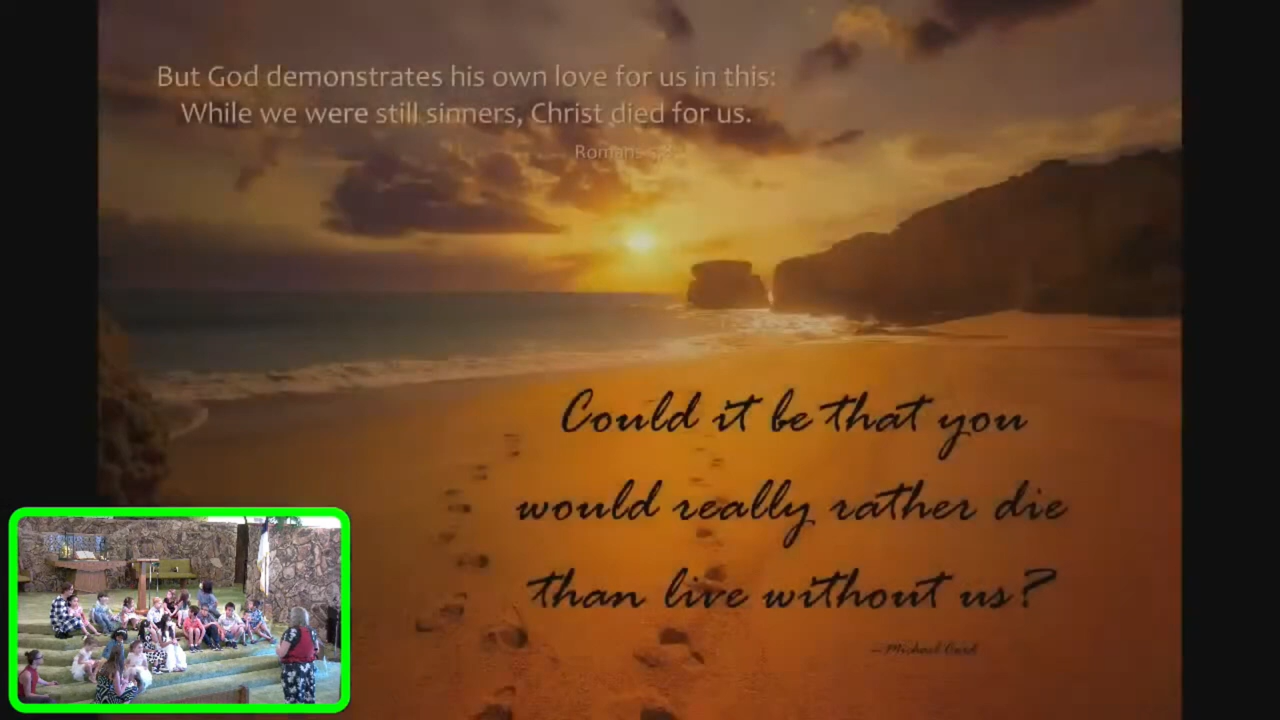 But God demonstrates his own love for us in this:
While we were still sinners, Christ died for us.
Romans
Could it be that you
would really rather die
than live without us?
– Michael Card